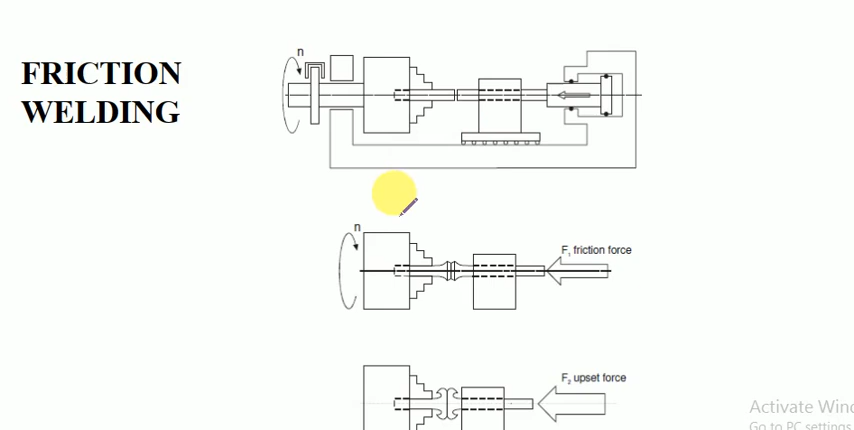 FRICTION
WELDING
n
n
F₁ friction force
F₂ upset force
Activate Wind
Go to PC settings